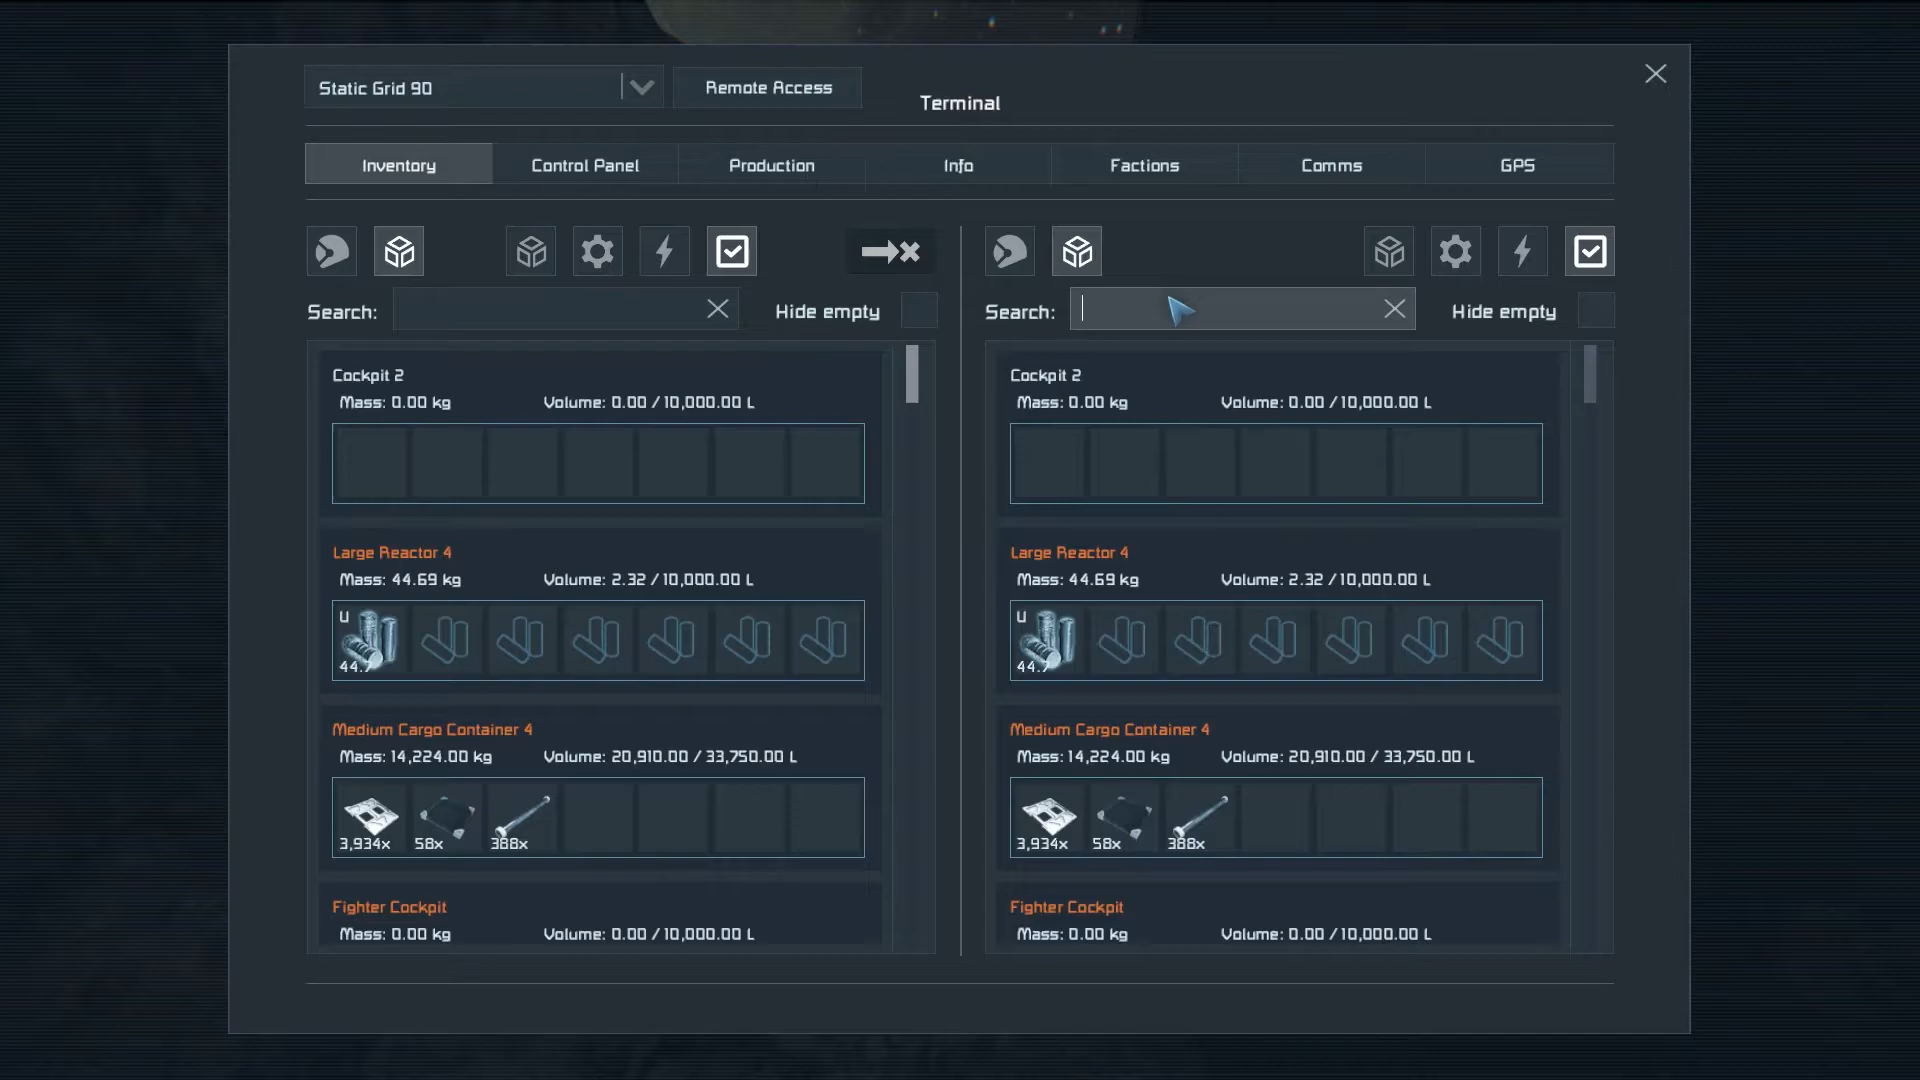 Static Grid 90
Remote Access
Terminal
Inventory
Control Panel
Production
Info
Factions
Comms
GPS
Search:
Hide empty
Cockpit 2
Mass: 0.00 kg
Volume: 0.00 / 10,000.00 L
Large Reactor 4
Mass: 44.69 kg
Volume: 2.32 / 10,000.00 L
U
44.7
Medium Cargo Container 4
Mass: 14,224.00 kg
Volume: 20,910.00 / 33,750.00 L
3,934x
58x
388x
Fighter Cockpit
Mass: 0.00 kg
Volume: 0.00 / 10,000.00 L
Search:
Hide empty
Cockpit 2
Mass: 0.00 kg
Volume: 0.00 / 10,000.00 L
Large Reactor 4
Mass: 44.69 kg
Volume: 2.32 / 10,000.00 L
U
44.7
Medium Cargo Container 4
Mass: 14,224.00 kg
Volume: 20,910.00 / 33,750.00 L
3,934x
58x
388x
Fighter Cockpit
Mass: 0.00 kg
Volume: 0.00 / 10,000.00 L